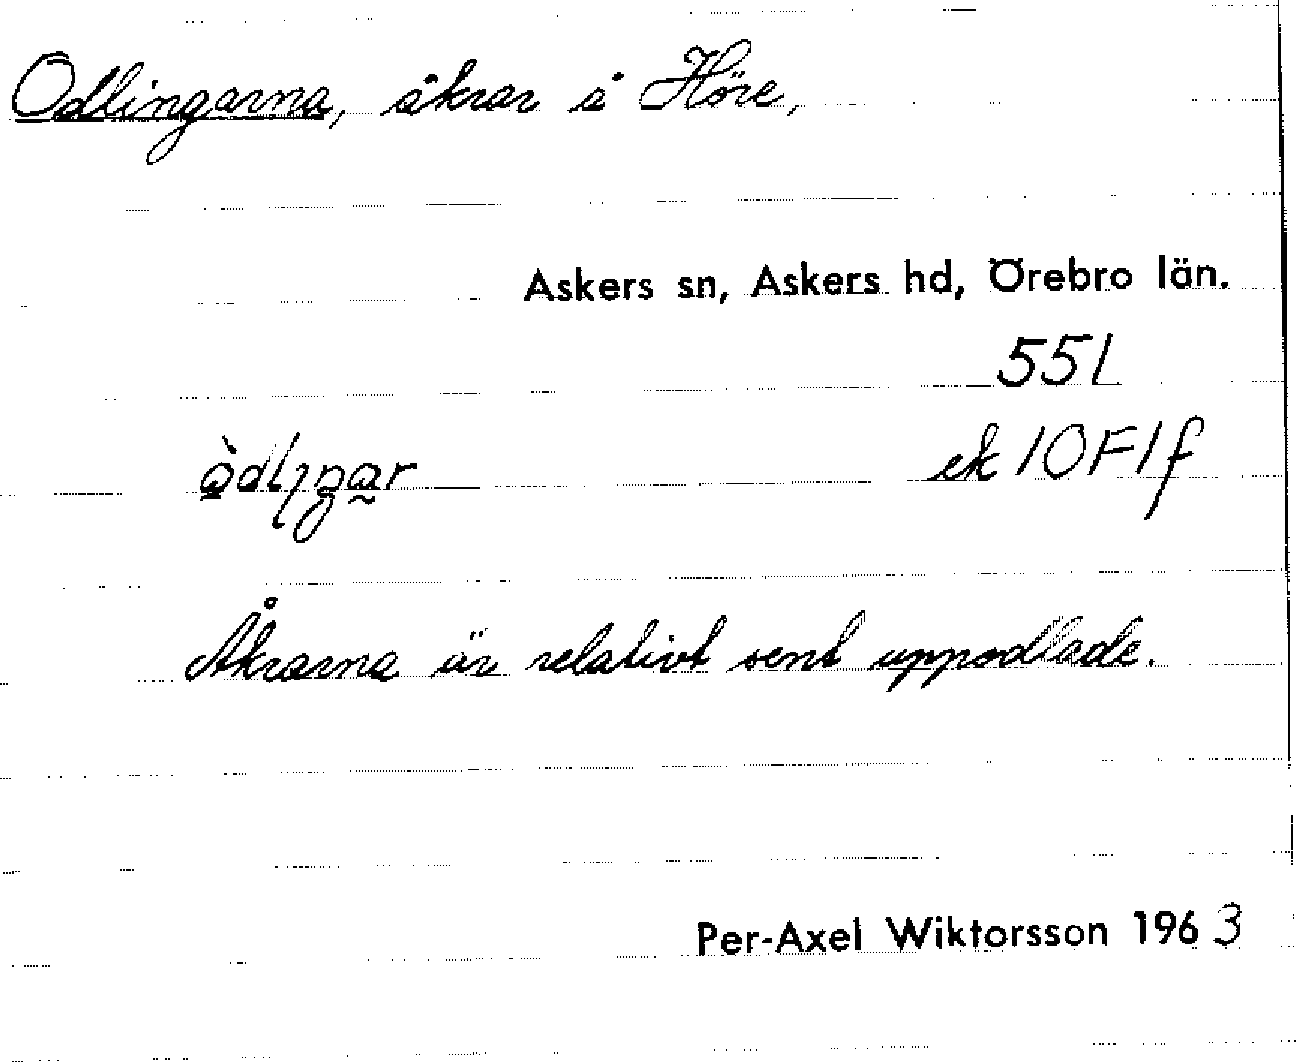 Odlingarna, åkrar å Höre,
Askers sn, Askers hd, Örebro län.
551
ek 10F1f
Åkrarna är relativt sent uppodlade.
Per-Axel Wiktorsson 1963